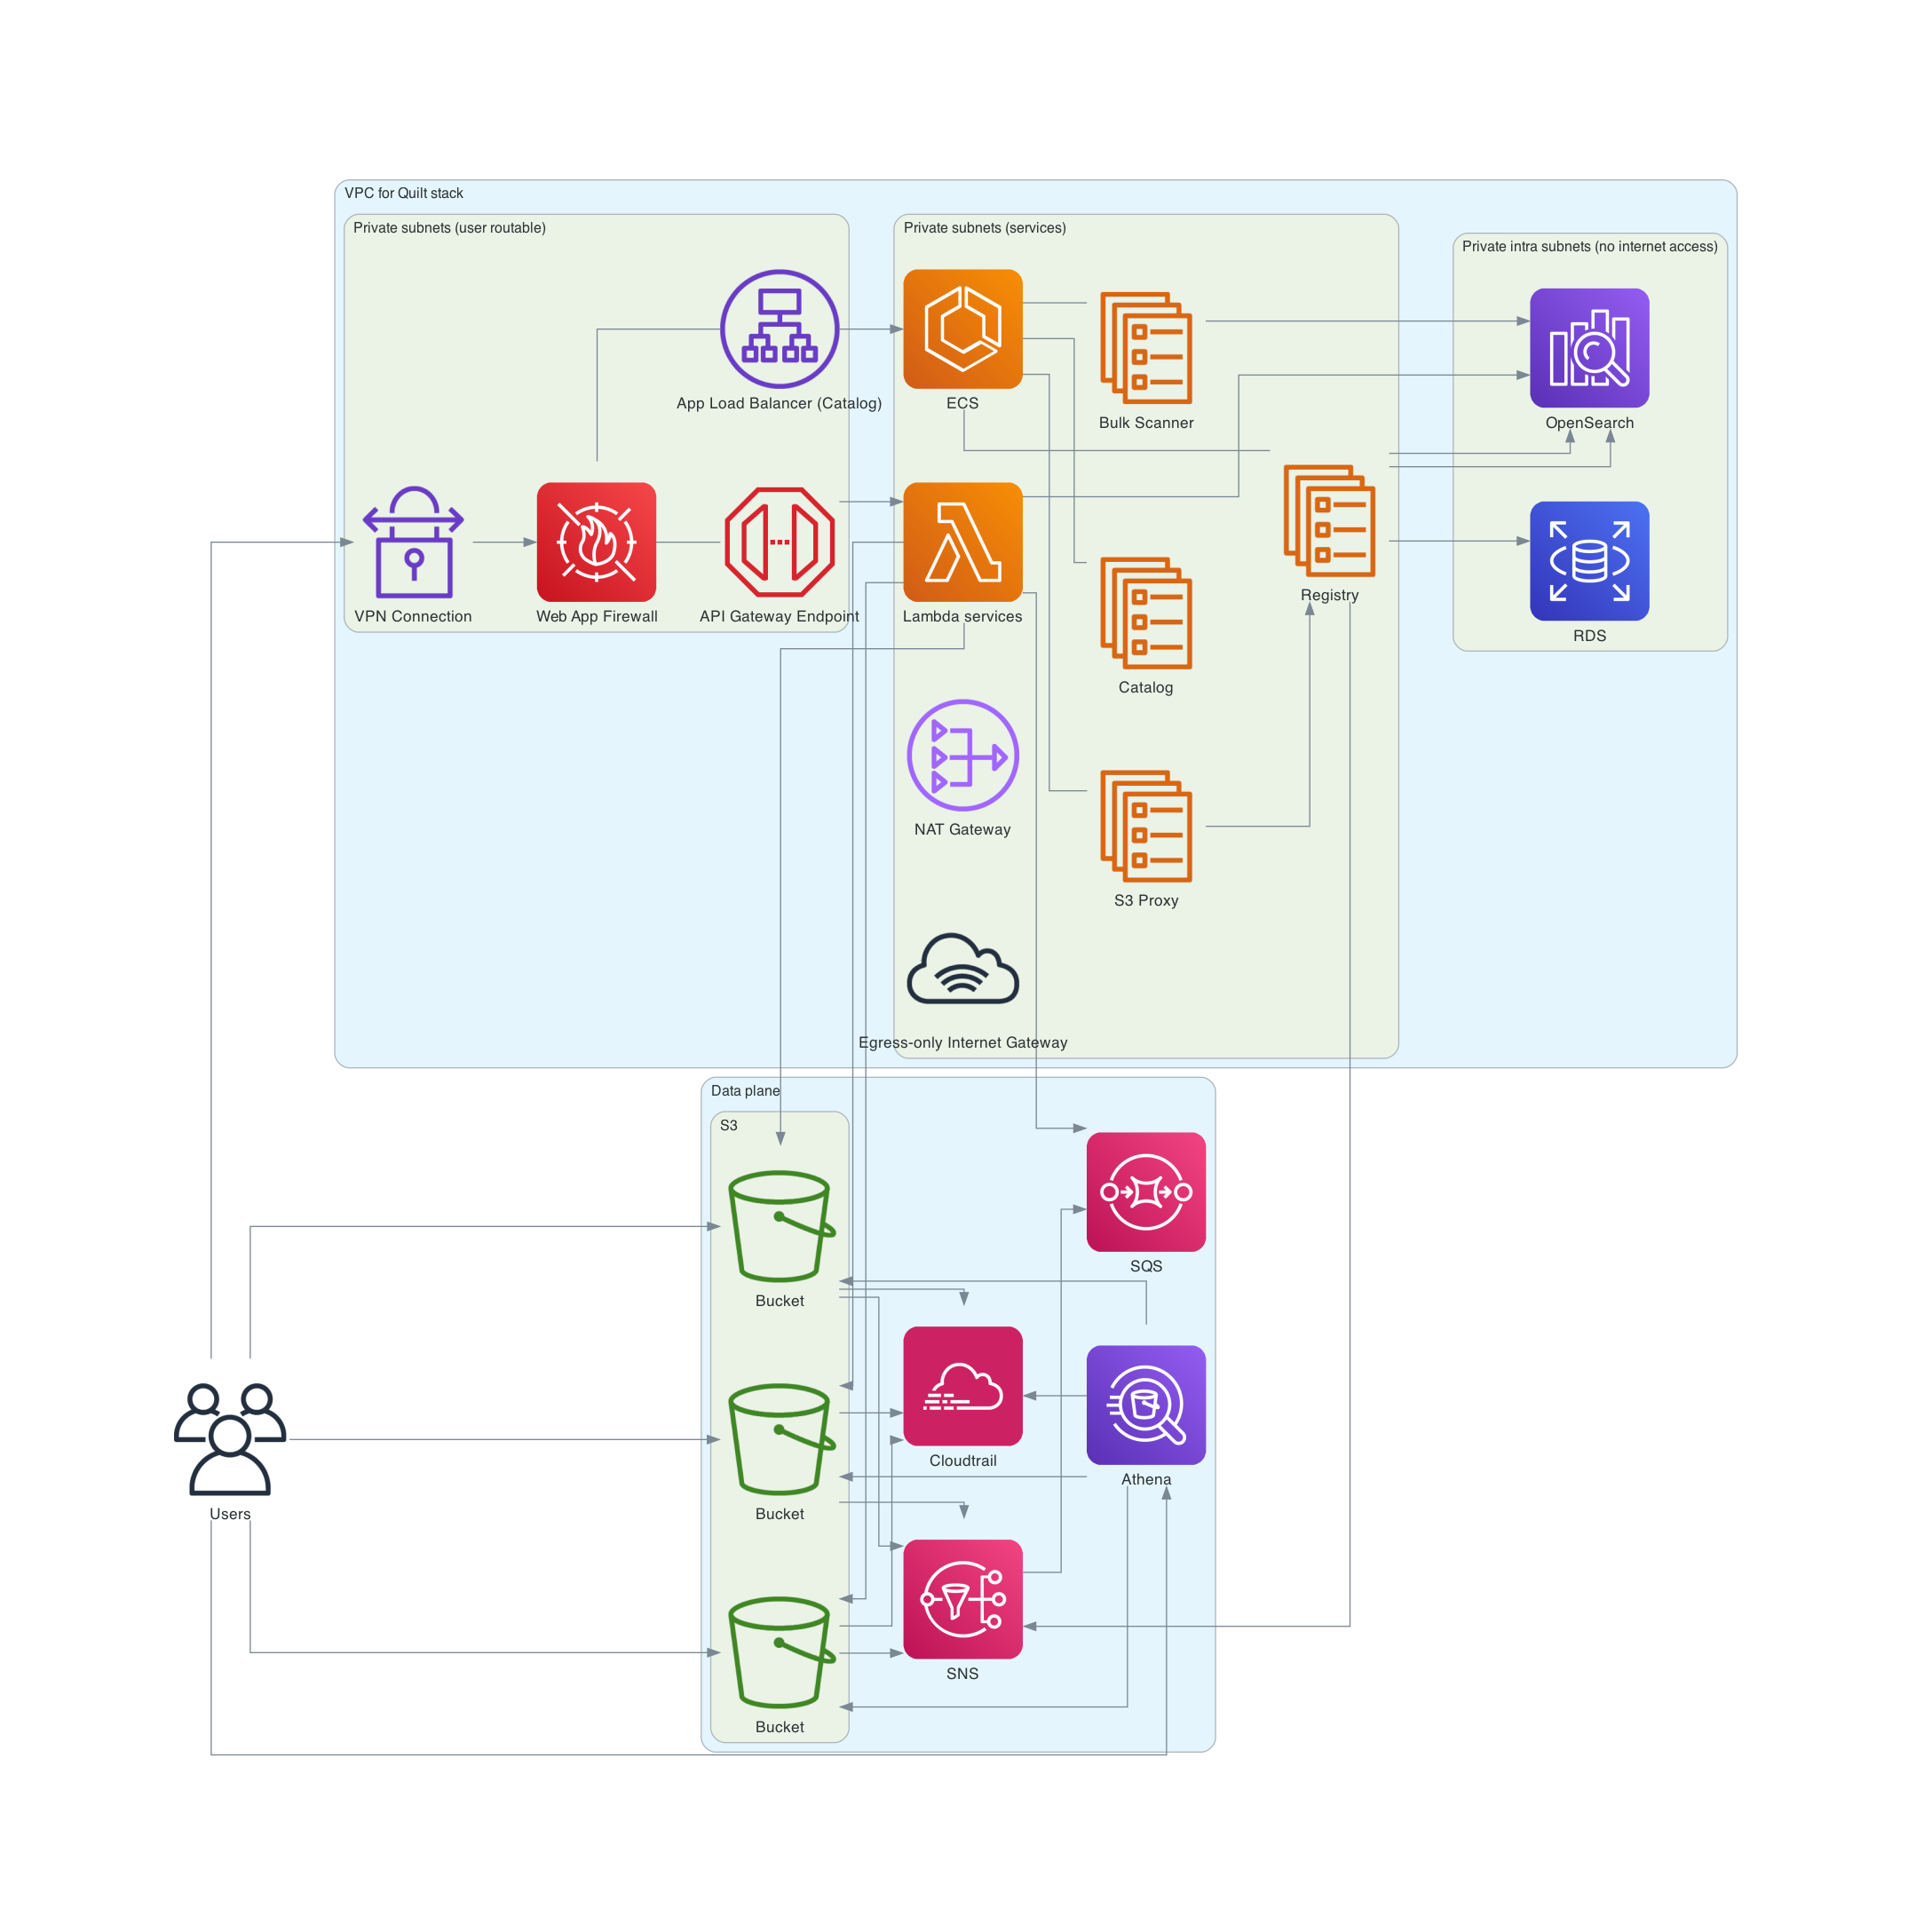 VPC for Quilt stack
Private subnets (user routable)
Private subnets (services)
Private intra subnets (no internet access)
App Load Balancer (Catalog)
ECS
Bulk Scanner
OpenSearch
VPN Connection
Web App Firewall
API Gateway Endpoint
Lambda services
Registry
RDS
Catalog
NAT Gateway
S3 Proxy
Egress-only Internet Gateway
Data plane
S3
SQS
Bucket
Cloudtrail
Athena
Users
Bucket
SNS
Bucket